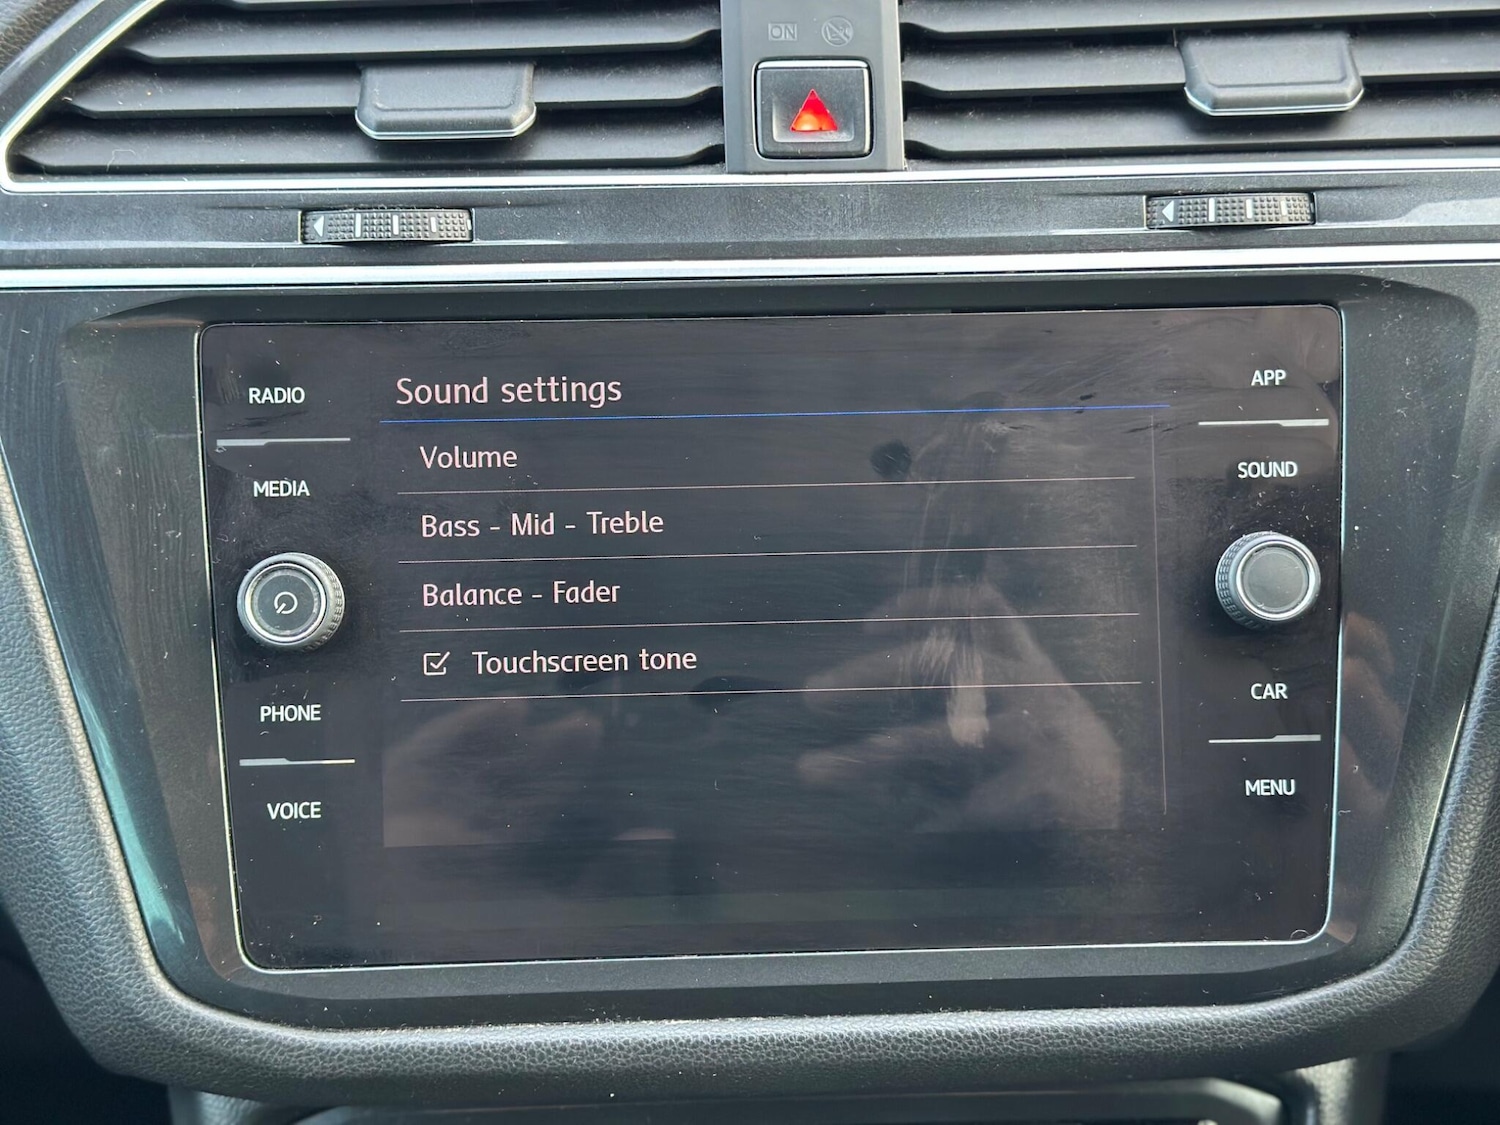 ON
RADIO
MEDIA
PHONE
VOICE
Sound settings
Volume
Bass - Mid - Treble
Balance - Fader
Touchscreen tone
APP
SOUND
CAR
MENU